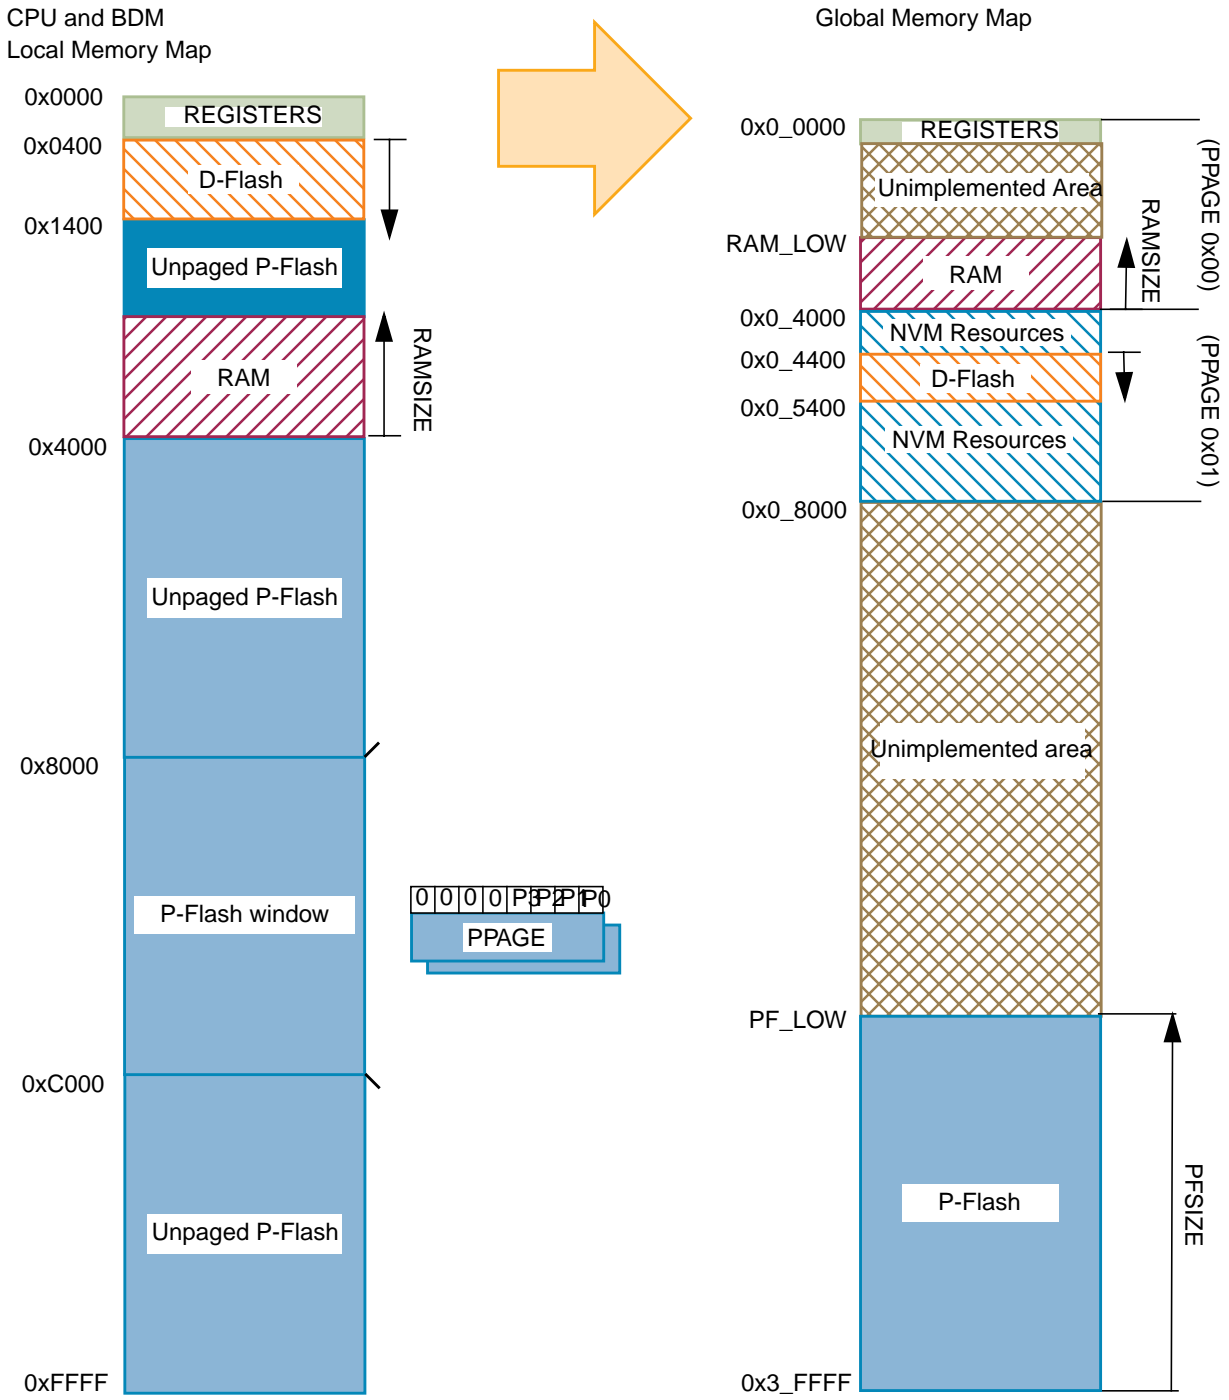 CPU and BDM
Local Memory Map
0x0000
REGISTERS
0x0400
D-Flash
0x1400
Unpaged P-Flash
RAM
RAMSIZE
0x4000
Unpaged P-Flash
0x8000
P-Flash window
0 0 0 0 P3 P2 P1 P0
PPAGE
0xC000
Unpaged P-Flash
0xFFFF
Global Memory Map
0x0_0000
REGISTERS
Unimplemented Area
(PPAGE 0x00)
RAM_LOW
RAM
RAMSIZE
0x0_4000
NVM Resources
0x0_4400
D-Flash
(PPAGE 0x01)
0x0_5400
NVM Resources
0x0_8000
Unimplemented area
PF_LOW
P-Flash
PFSIZE
0x3_FFFF